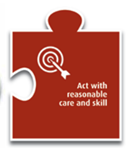 Act with
reasonable
care and skill